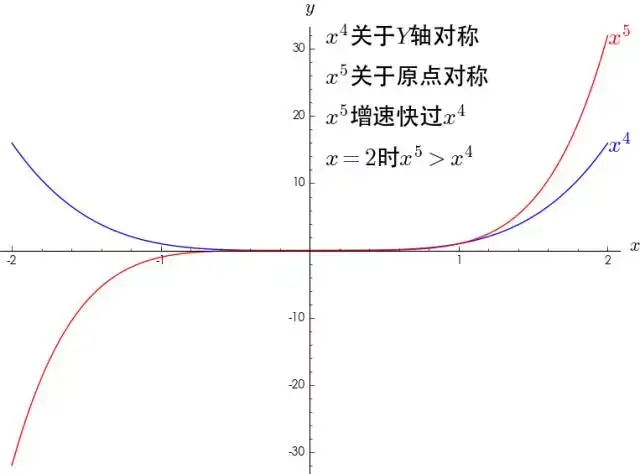 y
x⁴关于Y轴对称
x⁵关于原点对称
x⁵增速快过x⁴
x = 2时x⁵ > x⁴
x⁵
x⁴
30
20
10
x
-2
-1
1
2
-10
-20
-30